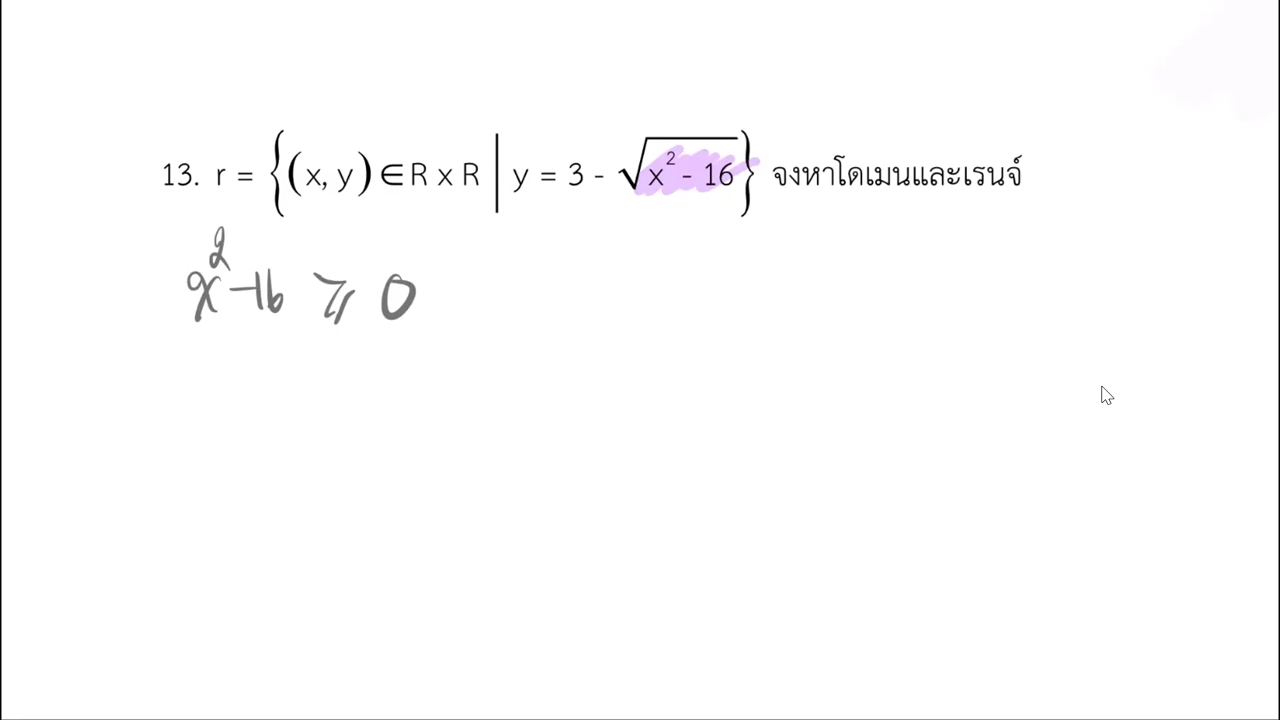 13. r = {(x, y) ∈ R x R | y = 3 - √(x² - 16)} จงหาโดเมนและเรนจ์
x² - 16 ≥ 0